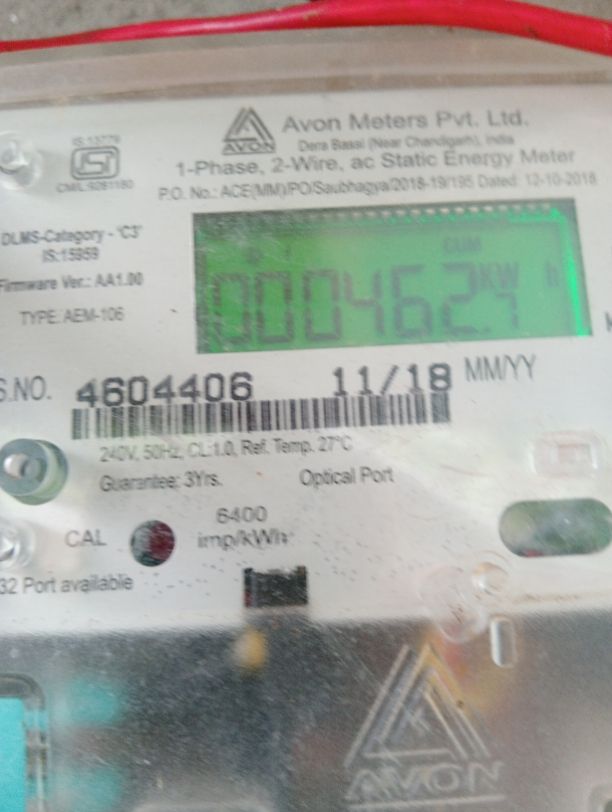 IS:13779
CM/L:9281180
AVON
Avon Meters Pvt. Ltd.
Dera Bassi (Near Chandigarh), India
1-Phase, 2-Wire, ac Static Energy Meter
P.O. No.: ACE(MM)/PO/Saubhagya/2018-19/195 Dated: 12-10-2018
DLMS-Category - 'C3'
IS:15959
Firmware Ver.: AA1.00
TYPE: AEM-106
CUM
000462.7 KW h
S.NO. 4604406 11/18 MM/YY
240V, 50Hz, CL:1.0, Ref. Temp. 27°C
Guarantee: 3Yrs. Optical Port
CAL 6400
imp/kWh
32 Port available
AVON